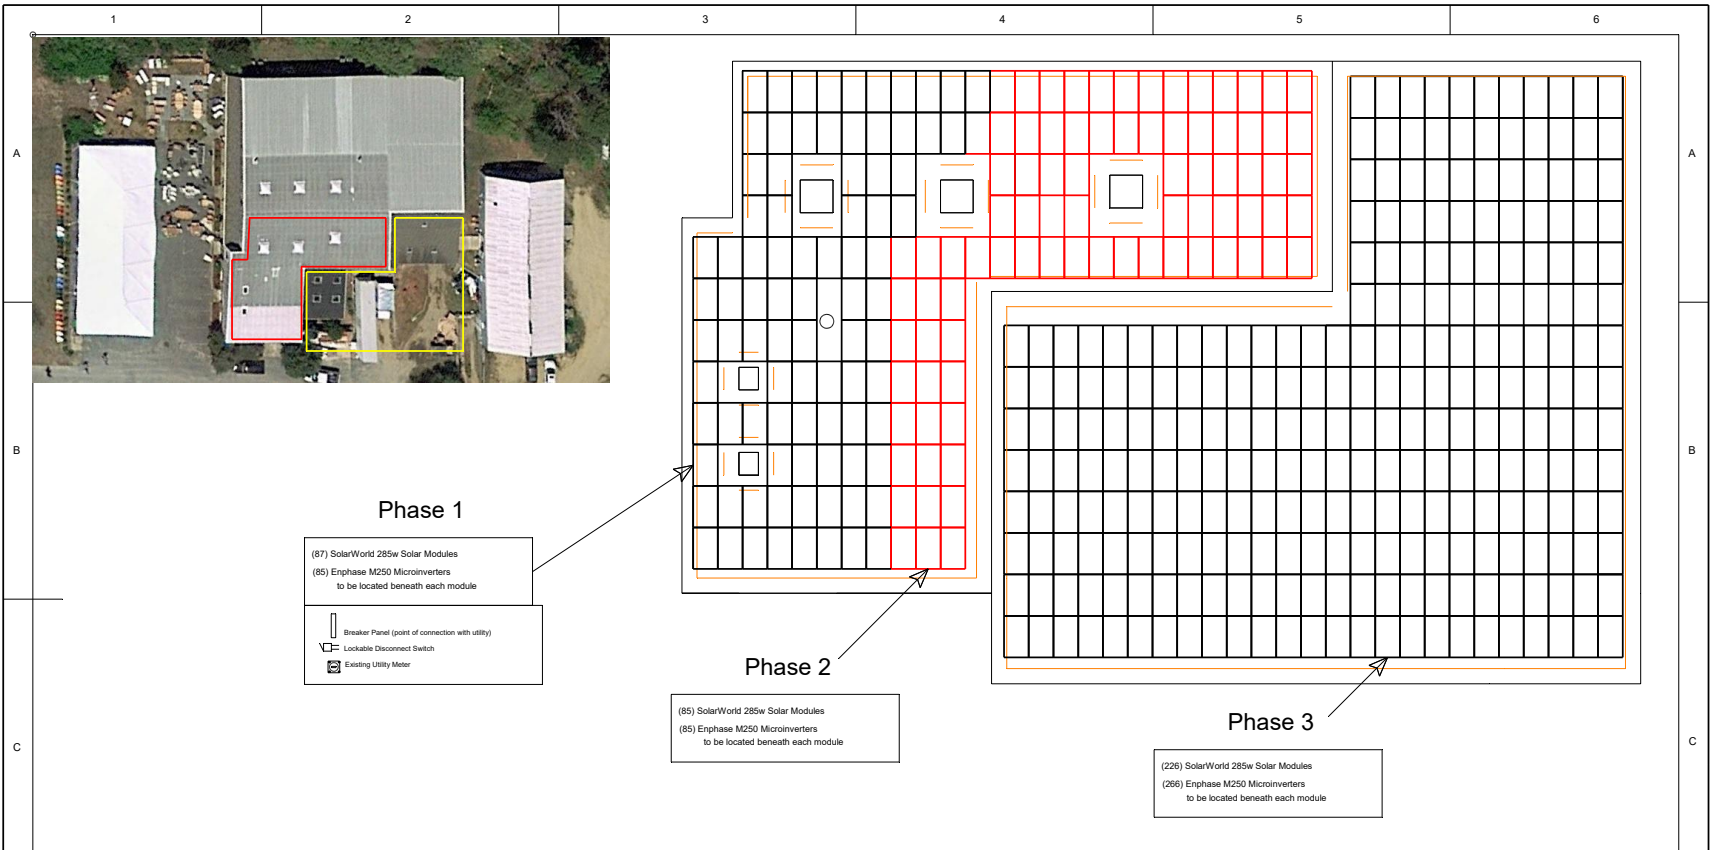 1 2 3 4 5 6
A A
B B
C C
Phase 1
(87) SolarWorld 285w Solar Modules
(85) Enphase M250 Microinverters
to be located beneath each module
Breaker Panel (point of connection with utility)
Lockable Disconnect Switch
Existing Utility Meter
Phase 2
(85) SolarWorld 285w Solar Modules
(85) Enphase M250 Microinverters
to be located beneath each module
Phase 3
(226) SolarWorld 285w Solar Modules
(266) Enphase M250 Microinverters
to be located beneath each module